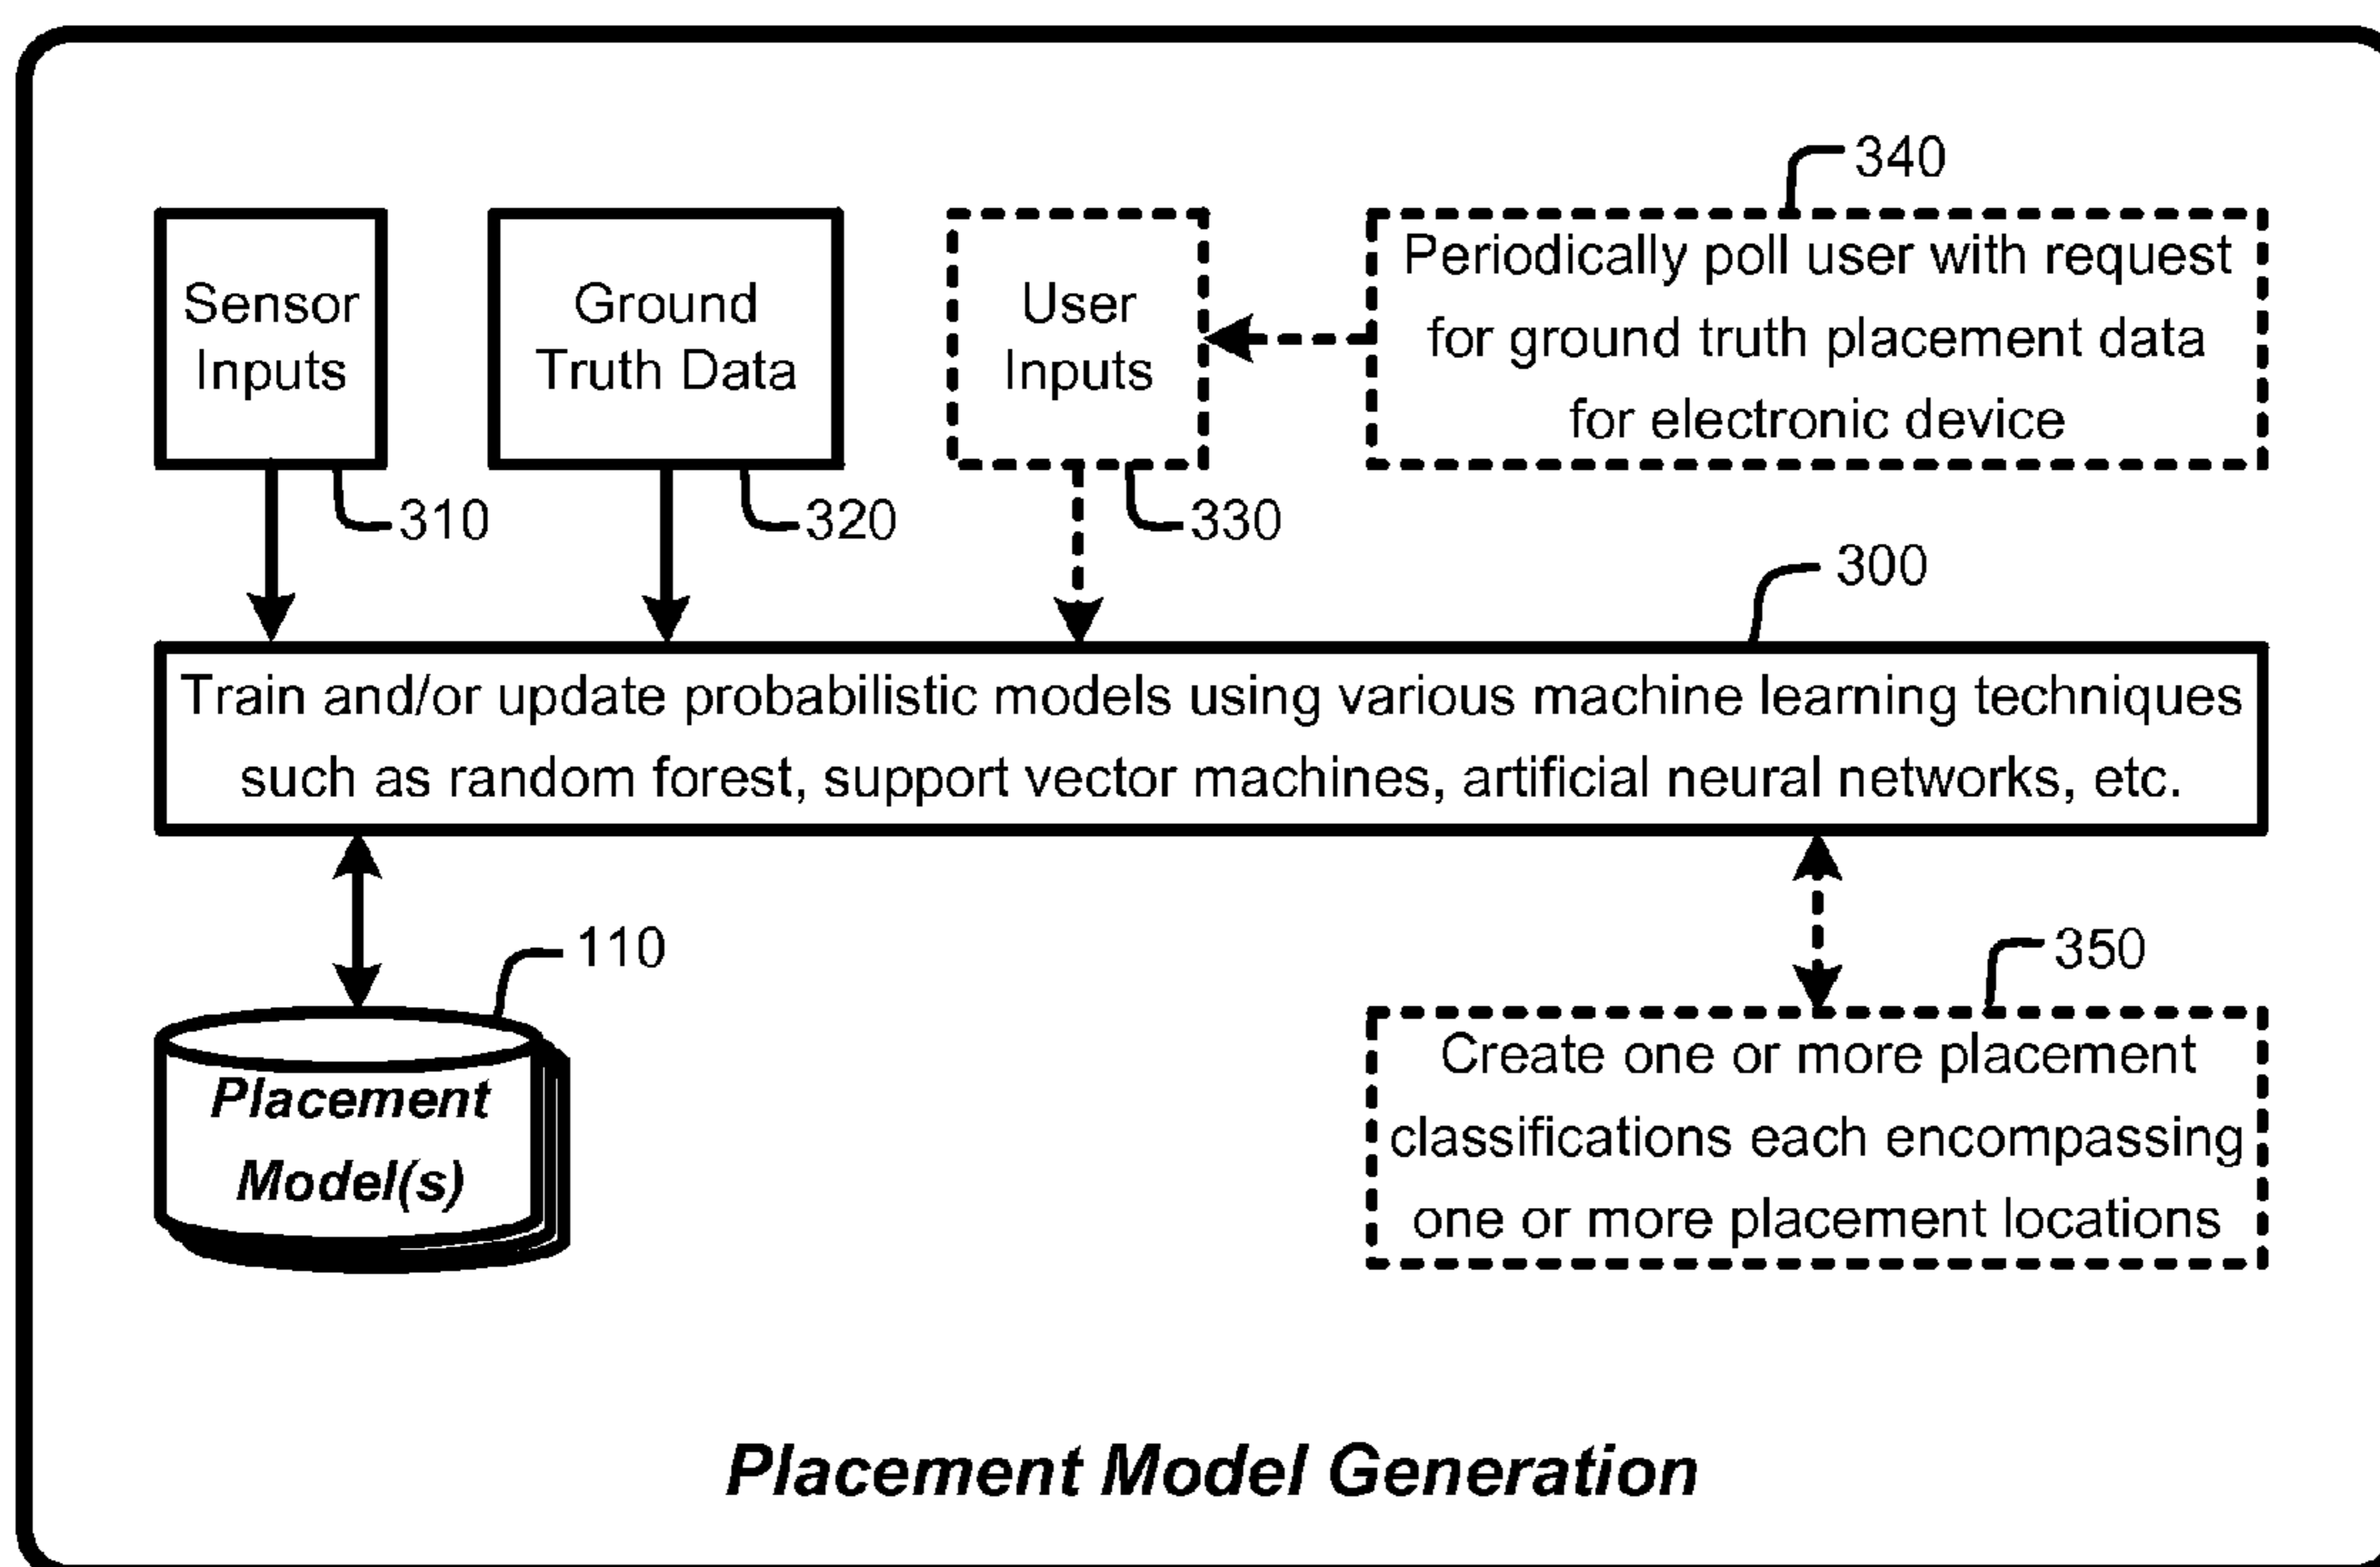 340
Sensor
Inputs
Ground
Truth Data
User
Inputs
Periodically poll user with request
for ground truth placement data
for electronic device
310
320
330
300
Train and/or update probabilistic models using various machine learning techniques
such as random forest, support vector machines, artificial neural networks, etc.
110
350
Placement
Model(s)
Create one or more placement
classifications each encompassing
one or more placement locations
Placement Model Generation